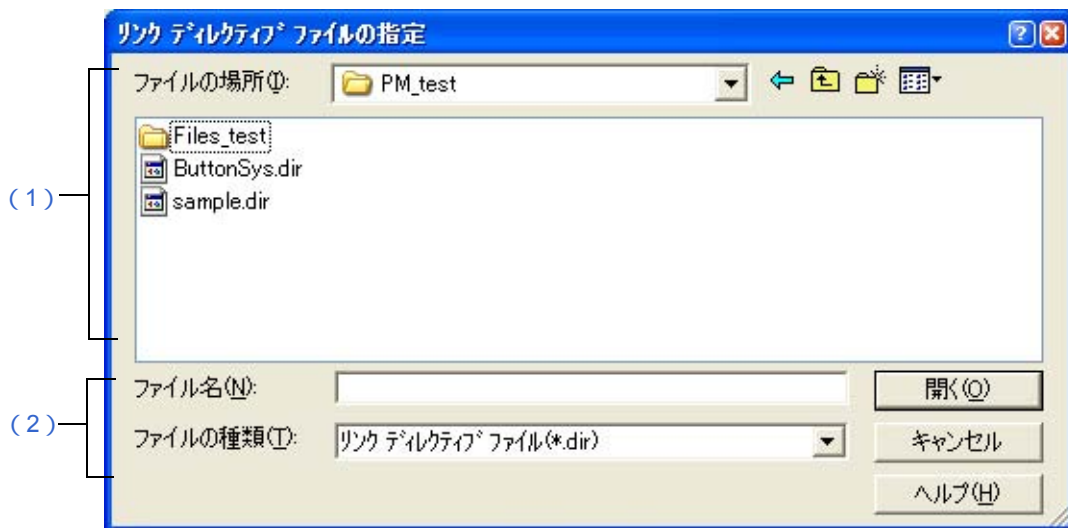 リンク ディレクティブ ファイルの指定
ファイルの場所(I):
PM_test
Files_test
ButtonSys.dir
sample.dir
(1)
ファイル名(N):
開く(O)
(2)
ファイルの種類(T):
リンク ディレクティブ ファイル(*.dir)
キャンセル
ヘルプ(H)